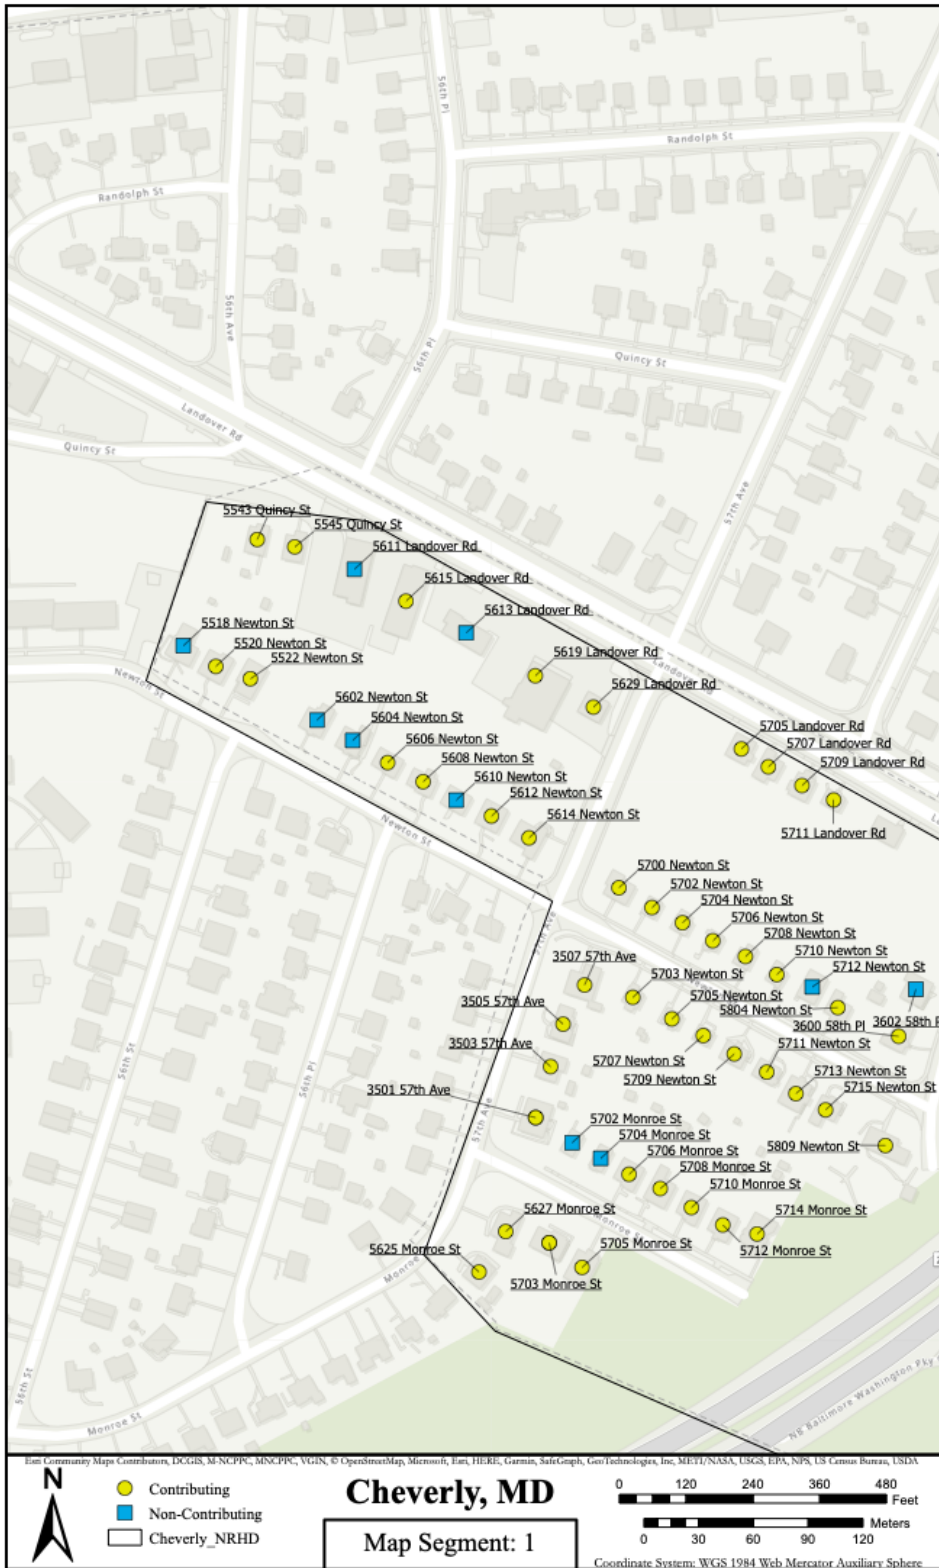 56th Pl
Randolph St
Randolph St
56th Ave
56th Pl
Quincy St
Landover Rd
Quincy St
57th Ave
5543 Quincy St
5545 Quincy St
5611 Landover Rd
5615 Landover Rd
5613 Landover Rd
5518 Newton St
5520 Newton St
5522 Newton St
5619 Landover Rd
Landover Rd
Newton St
5629 Landover Rd
5602 Newton St
5604 Newton St
5606 Newton St
5608 Newton St
5610 Newton St
5612 Newton St
5614 Newton St
5705 Landover Rd
5707 Landover Rd
5709 Landover Rd
5711 Landover Rd
Newton St
5700 Newton St
5702 Newton St
5704 Newton St
5706 Newton St
5708 Newton St
5710 Newton St
5712 Newton St
57th Ave
3507 57th Ave
5703 Newton St
5705 Newton St
5804 Newton St
3505 57th Ave
3600 58th Pl
3602 58th P
3503 57th Ave
5707 Newton St
5711 Newton St
5709 Newton St
5713 Newton St
5715 Newton St
56th St
56th Pl
3501 57th Ave
57th Ave
5702 Monroe St
5704 Monroe St
5706 Monroe St
5708 Monroe St
5710 Monroe St
5809 Newton St
5714 Monroe St
5712 Monroe St
5627 Monroe St
Monroe
5625 Monroe St
5705 Monroe St
5703 Monroe St
Monroe
56th St
Monroe St
NB Baltimore Washington Pky
Esri Community Maps Contributors, DCGIS, M-NCPPC, MNCPPC, VGIN, © OpenStreetMap, Microsoft, Esri, HERE, Garmin, SafeGraph, GeoTechnologies, Inc, METI/NASA, USGS, EPA, NPS, US Census Bureau, USDA
N
Contributing
Non-Contributing
Cheverly_NRHD
Cheverly, MD
Map Segment: 1
0 120 240 360 480
Feet
Meters
0 30 60 90 120
Coordinate System: WGS 1984 Web Mercator Auxiliary Sphere